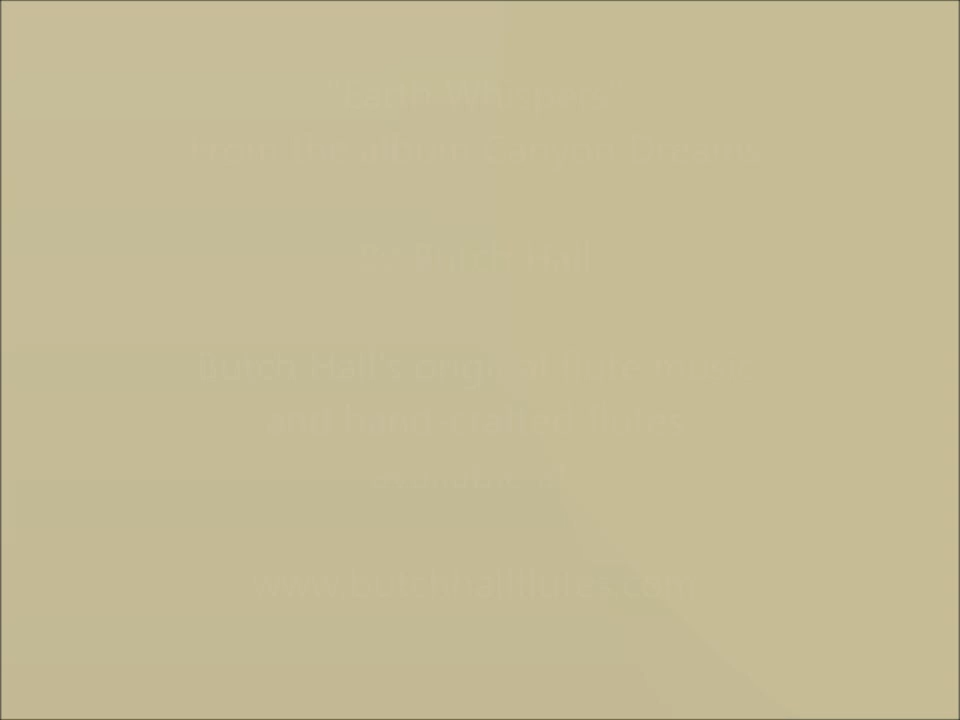 "Earth Whispers"
From the album Canyon Dreams
By Butch Hall
Butch Hall's original flute music
and hand-crafted flutes
available at
www.butchhallflutes.com